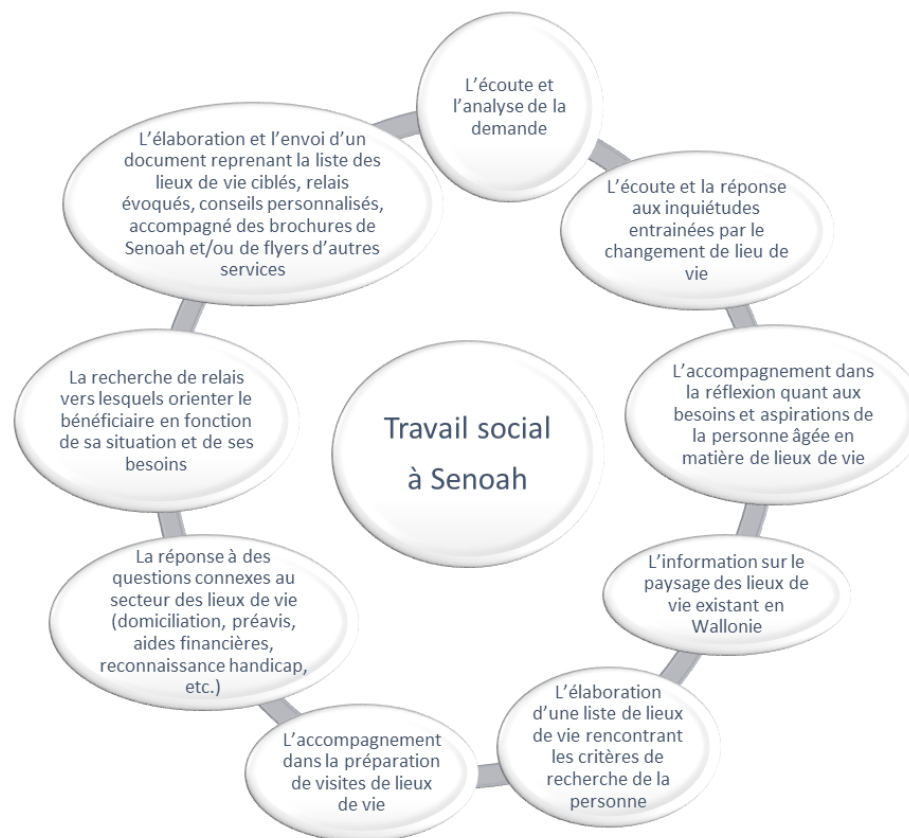 L'écoute et
l'analyse de la
demande
L'écoute et la réponse
aux inquiétudes
entrainées par le
changement de lieu de
vie
L'accompagnement dans
la réflexion quant aux
besoins et aspirations de
la personne âgée en
matière de lieux de vie
L'information sur le
paysage des lieux de
vie existant en
Wallonie
L'élaboration
d'une liste de lieux
de vie rencontrant
les critères de
recherche de la
personne
L'accompagnement
dans la préparation
de visites de lieux
de vie
La réponse à des
questions connexes au
secteur des lieux de vie
(domiciliation, préavis,
aides financières,
reconnaissance handicap,
etc.)
La recherche de relais
vers lesquels orienter le
bénéficiaire en fonction
de sa situation et de ses
besoins
L'élaboration et l'envoi d'un
document reprenant la liste des
lieux de vie ciblés, relais
évoqués, conseils personnalisés,
accompagné des brochures de
Senoah et/ou de flyers d'autres
services
Travail social
à Senoah